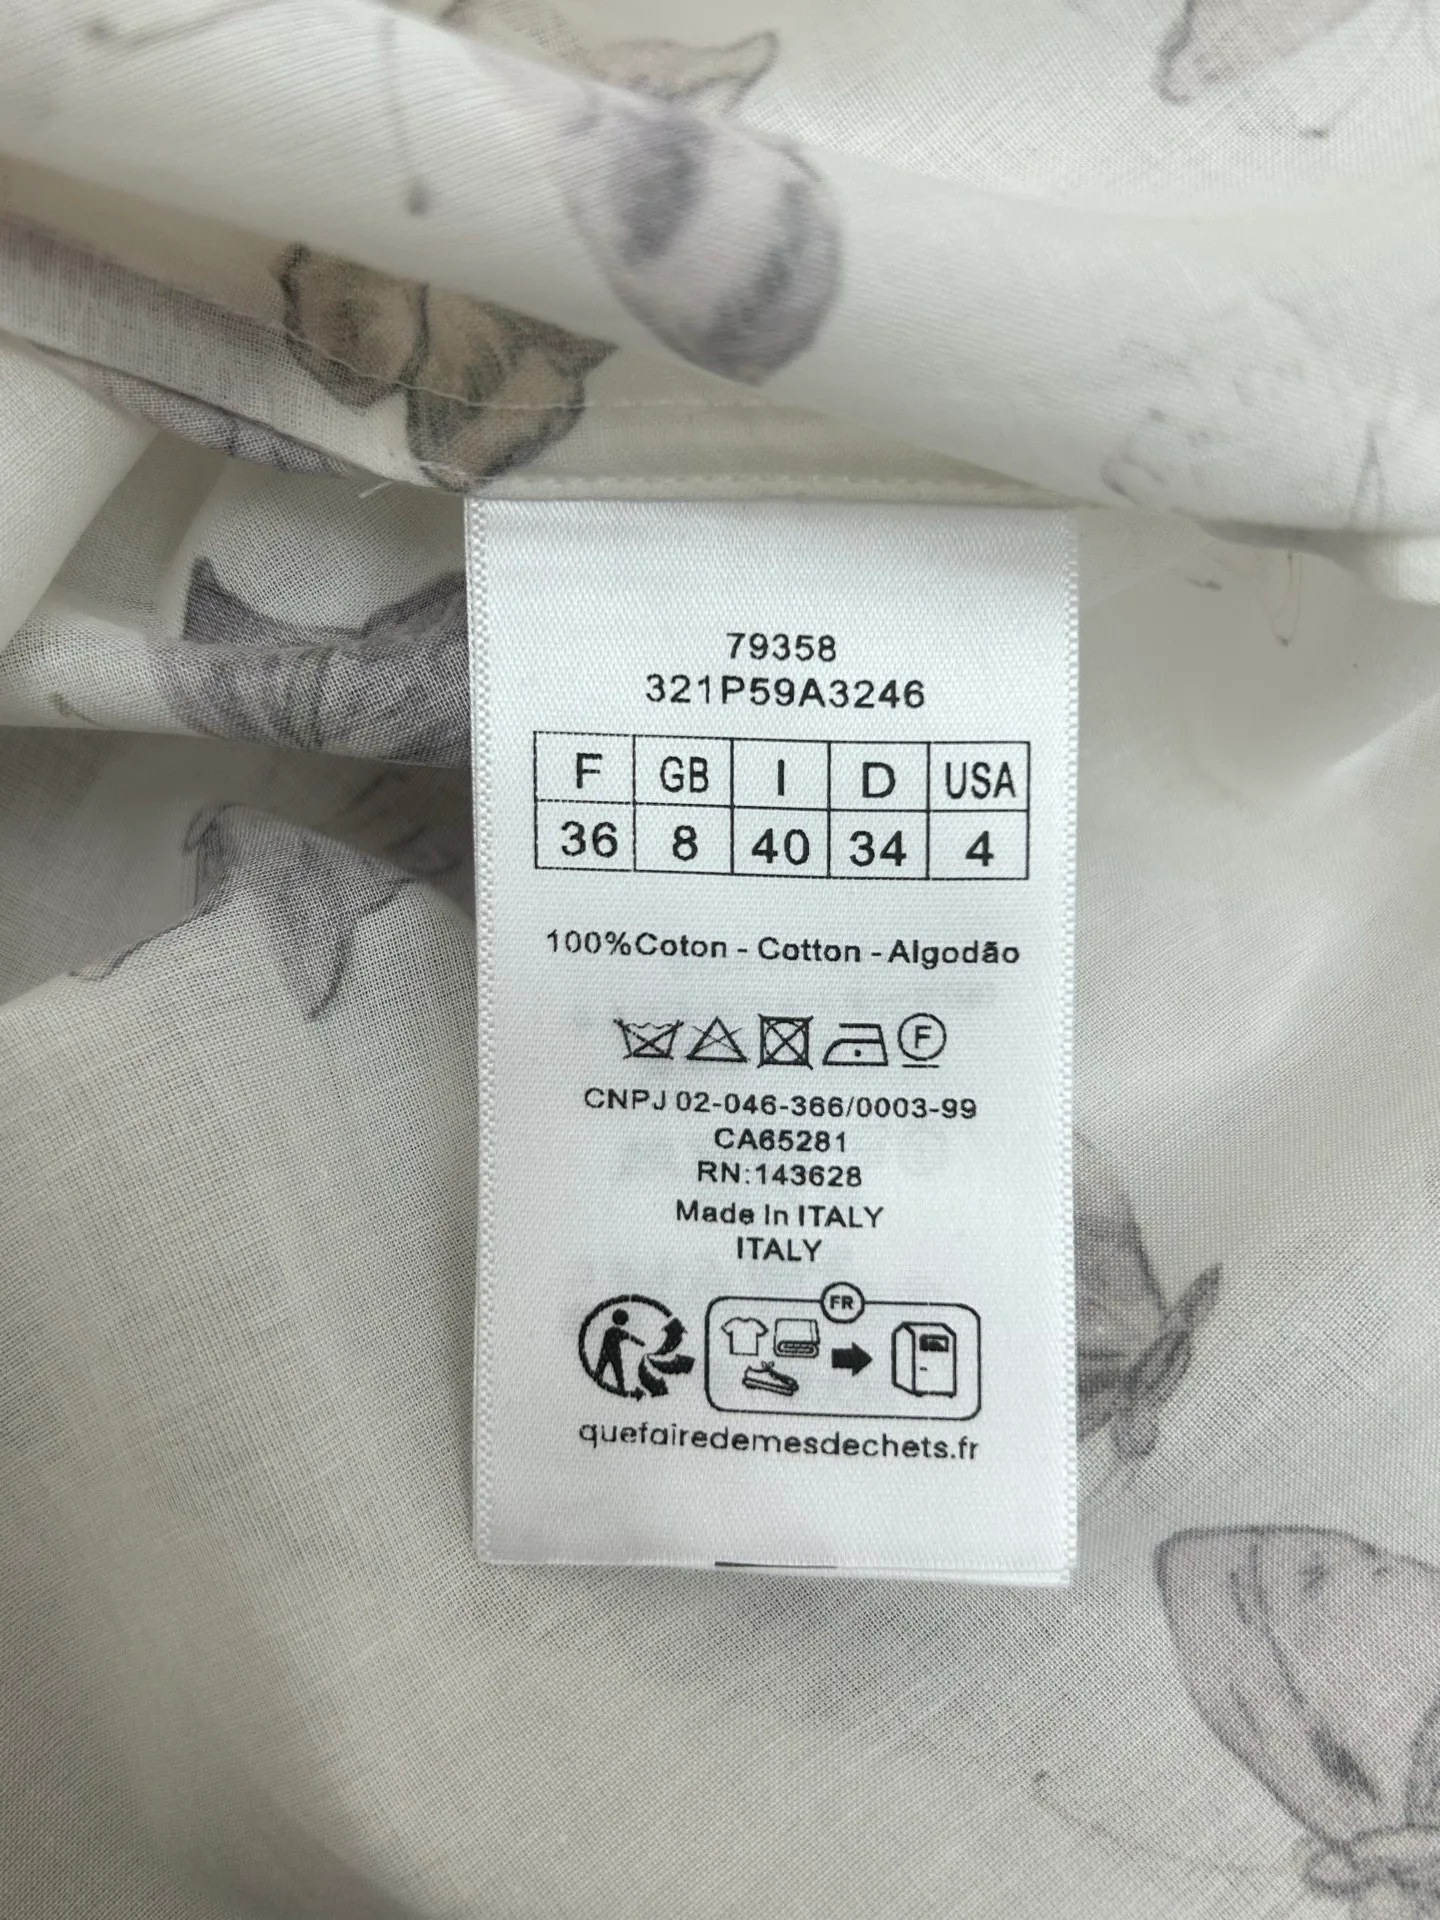 79358
321P59A3246
F GB I D USA
36 8 40 34 4
100%Coton - Cotton - Algodão
F
CNPJ 02-046-366/0003-99
CA65281
RN:143628
Made In ITALY
ITALY
FR
quefairedemesdechets.fr